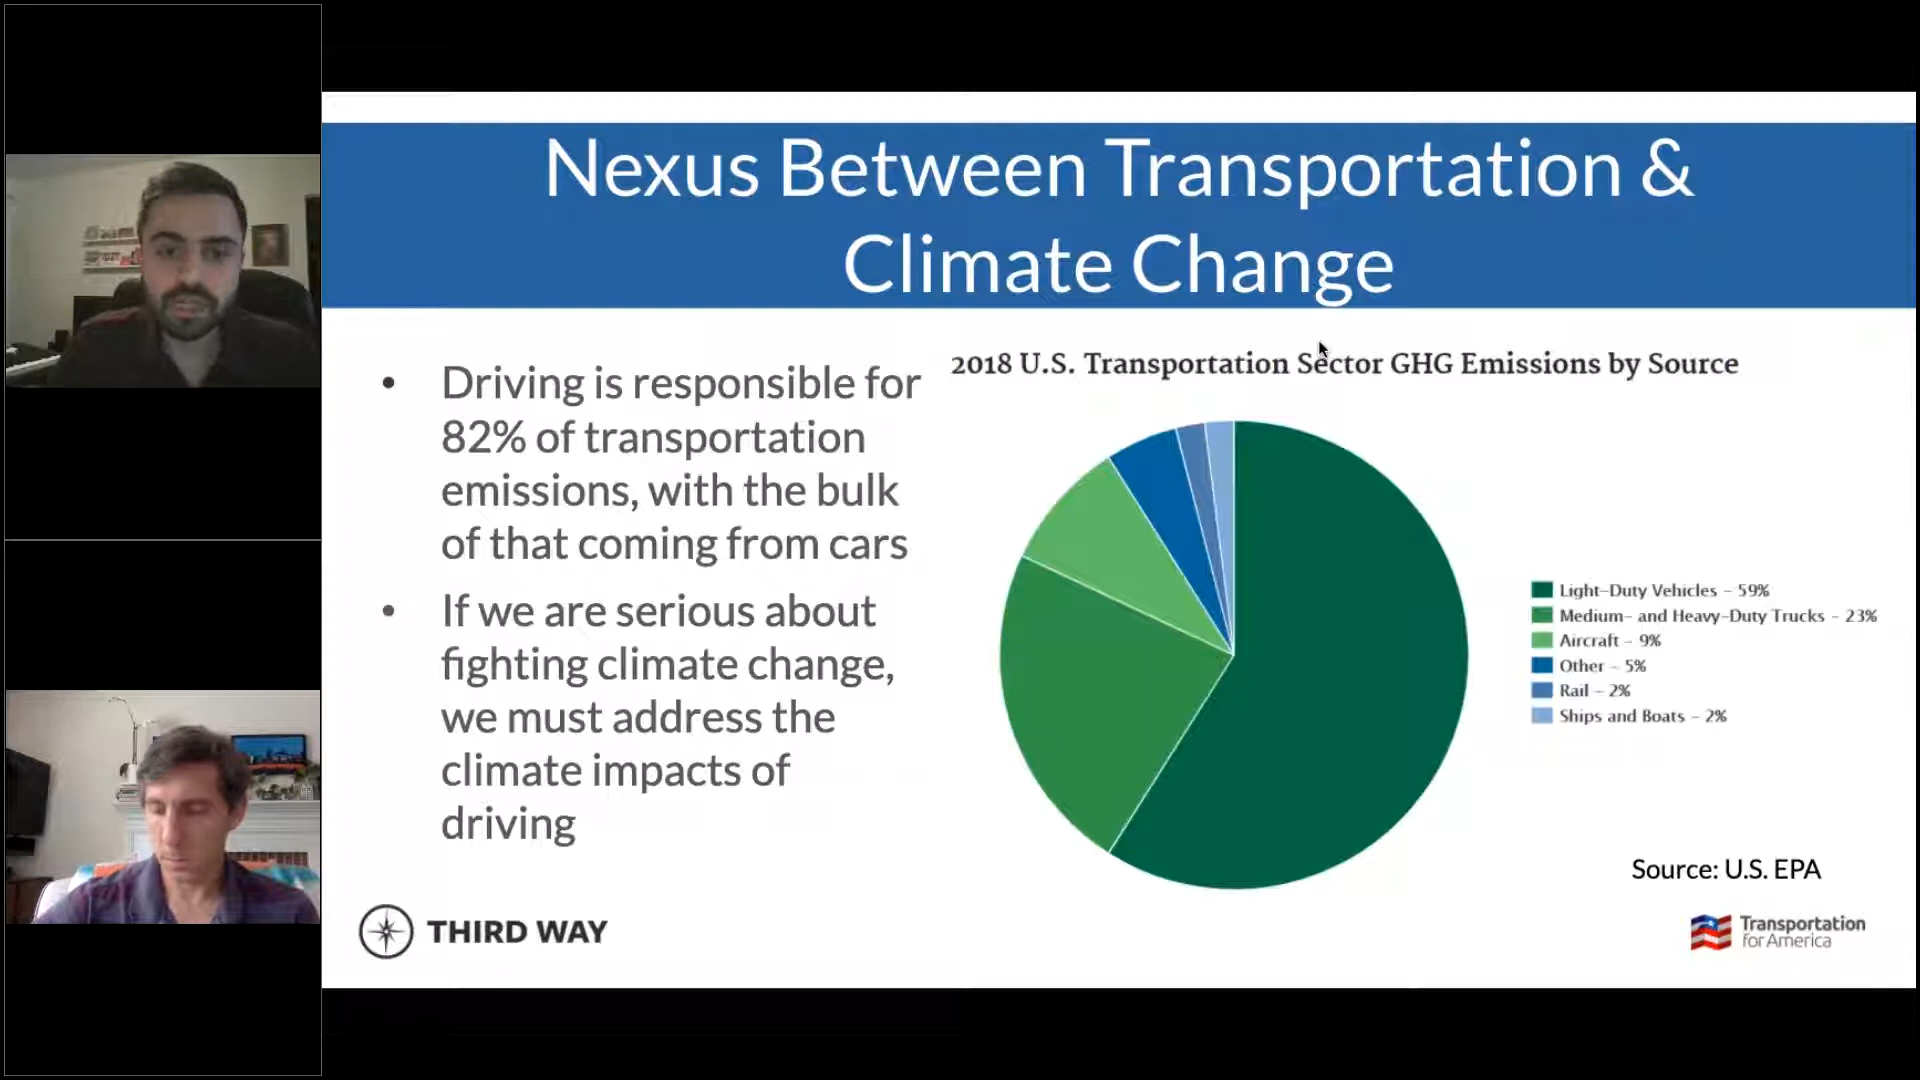 Nexus Between Transportation &
Climate Change
• Driving is responsible for
82% of transportation
emissions, with the bulk
of that coming from cars
• If we are serious about
fighting climate change,
we must address the
climate impacts of
driving
2018 U.S. Transportation Sector GHG Emissions by Source
Light-Duty Vehicles - 59%
Medium- and Heavy-Duty Trucks - 23%
Aircraft - 9%
Other - 5%
Rail - 2%
Ships and Boats - 2%
Source: U.S. EPA
THIRD WAY
Transportation
for America